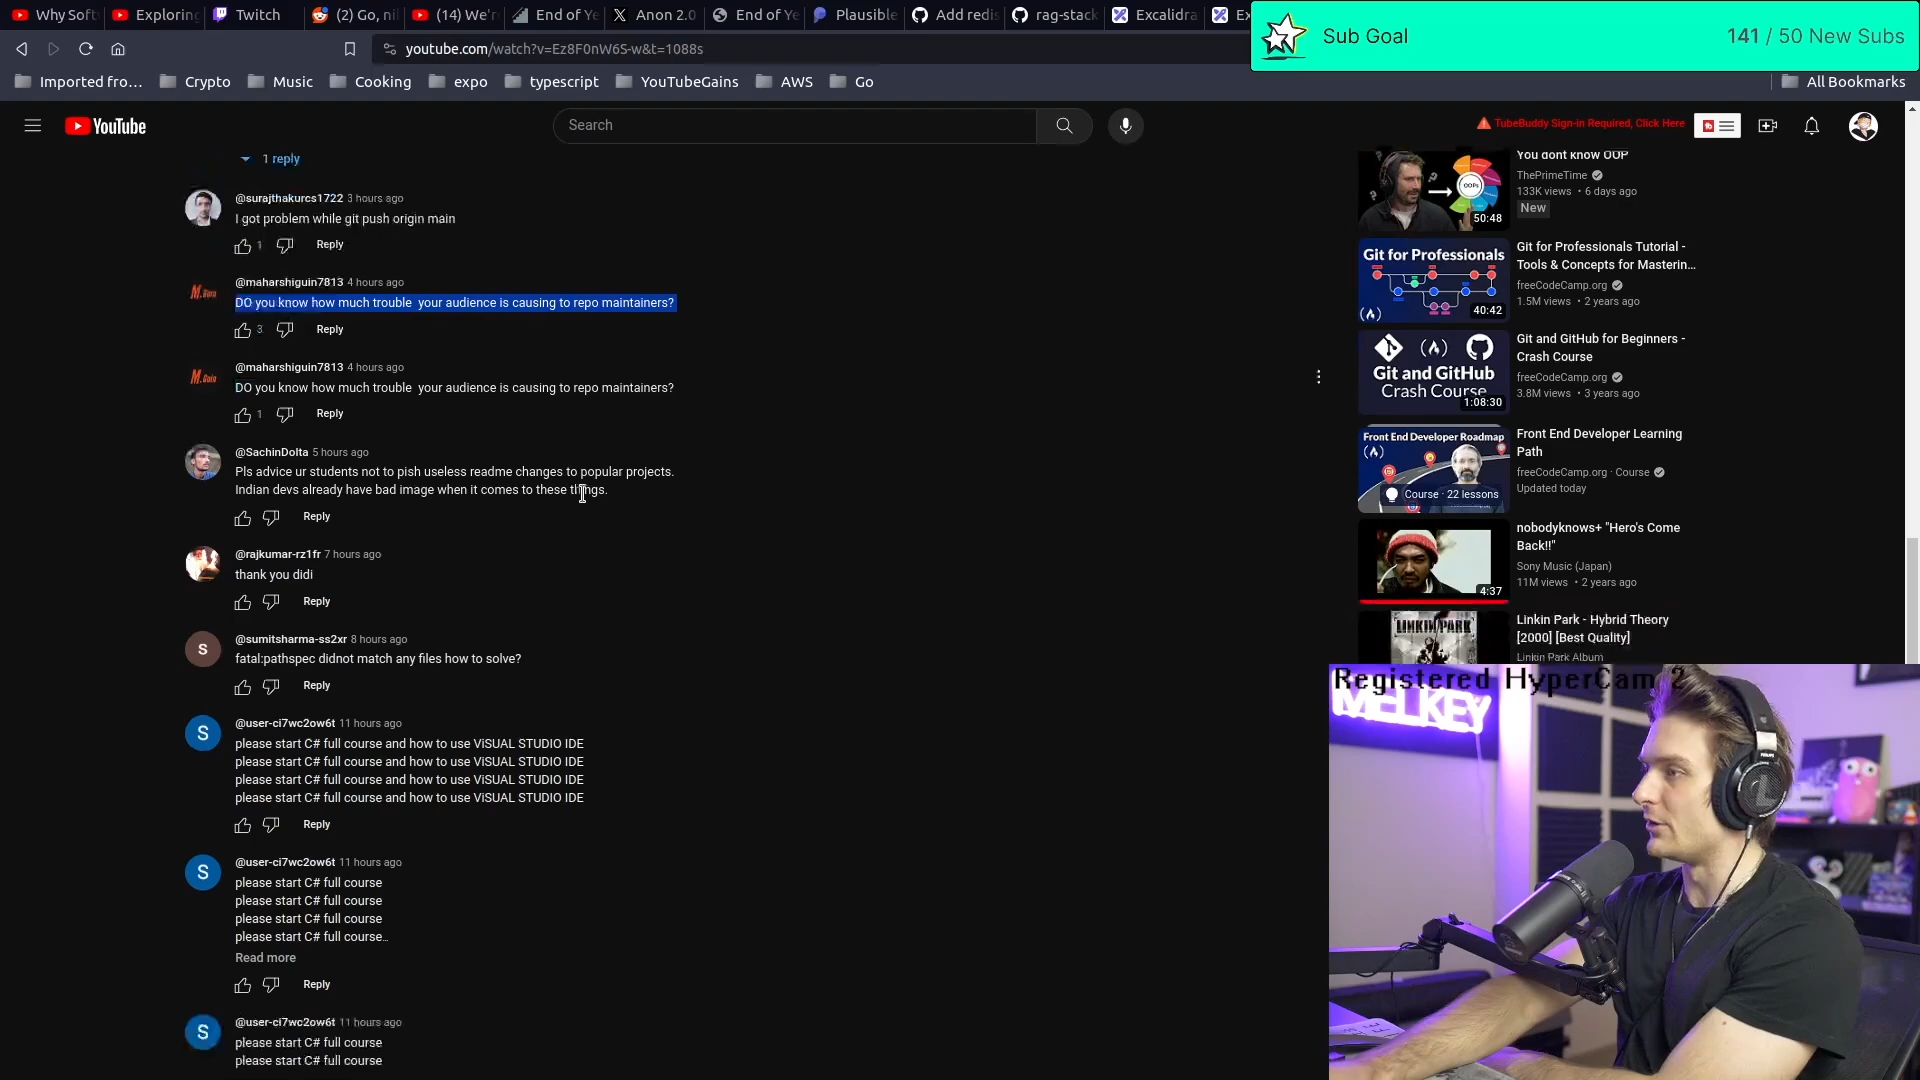 Why Soft
Exploring
Twitch
(2) Go, ni
(14) We'r
End of Ye
Anon 2.0
End of Ye
Plausible
Add redis
rag-stack
Excalidra
Ex
Sub Goal
141 / 50 New Subs
youtube.com/watch?v=Ez8F0nW6S-w&t=1088s
Imported fro...
Crypto
Music
Cooking
expo
typescript
YouTubeGains
AWS
Go
All Bookmarks
YouTube
Search
TubeBuddy Sign-in Required, Click Here
1 reply
@surajthakurcs1722 3 hours ago
I got problem while git push origin main
1 Reply
@maharshiguin7813 4 hours ago
DO you know how much trouble  your audience is causing to repo maintainers?
3 Reply
@maharshiguin7813 4 hours ago
DO you know how much trouble  your audience is causing to repo maintainers?
1 Reply
@SachinDolta 5 hours ago
Pls advice ur students not to pish useless readme changes to popular projects.
Indian devs already have bad image when it comes to these things.
Reply
@rajkumar-rz1fr 7 hours ago
thank you didi
Reply
S
@sumitsharma-ss2xr 8 hours ago
fatal:pathspec didnot match any files how to solve?
Reply
S
@user-ci7wc2ow6t 11 hours ago
please start C# full course and how to use ViSUAL STUDIO IDE
please start C# full course and how to use ViSUAL STUDIO IDE
please start C# full course and how to use ViSUAL STUDIO IDE
please start C# full course and how to use ViSUAL STUDIO IDE
Reply
S
@user-ci7wc2ow6t 11 hours ago
please start C# full course
please start C# full course
please start C# full course
please start C# full course...
Read more
Reply
S
@user-ci7wc2ow6t 11 hours ago
please start C# full course
please start C# full course
You dont know OOP
ThePrimeTime
133K views • 6 days ago
New
OOPs
50:48
Git for Professionals
40:42
Git for Professionals Tutorial -
Tools & Concepts for Masterin...
freeCodeCamp.org
1.5M views • 2 years ago
Git and GitHub
Crash Course
1:08:30
Git and GitHub for Beginners -
Crash Course
freeCodeCamp.org
3.8M views • 3 years ago
Front End Developer Roadmap
Course • 22 lessons
Front End Developer Learning
Path
freeCodeCamp.org · Course
Updated today
4:37
nobodyknows+ "Hero's Come
Back!!"
Sony Music (Japan)
11M views • 2 years ago
LINKIN PARK
Linkin Park - Hybrid Theory
[2000] [Best Quality]
Linkin Park Album
Registered HyperCam 2
MELKEY